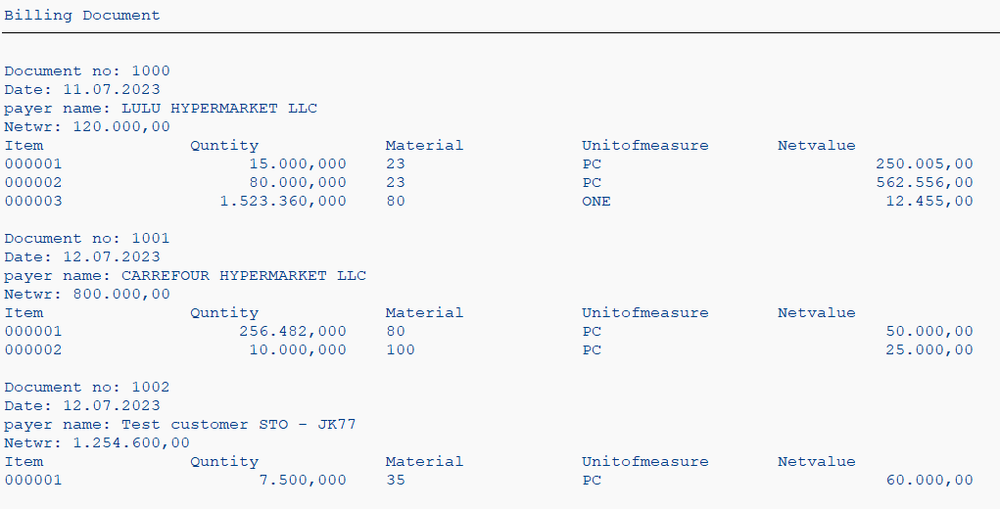 Billing Document
Document no: 1000
Date: 11.07.2023
payer name: LULU HYPERMARKET LLC
Netwr: 120.000,00
Item Quntity Material Unitofmeasure Netvalue
000001 15.000,000 23 PC 250.005,00
000002 80.000,000 23 PC 562.556,00
000003 1.523.360,000 80 ONE 12.455,00
Document no: 1001
Date: 12.07.2023
payer name: CARREFOUR HYPERMARKET LLC
Netwr: 800.000,00
Item Quntity Material Unitofmeasure Netvalue
000001 256.482,000 80 PC 50.000,00
000002 10.000,000 100 PC 25.000,00
Document no: 1002
Date: 12.07.2023
payer name: Test customer STO - JK77
Netwr: 1.254.600,00
Item Quntity Material Unitofmeasure Netvalue
000001 7.500,000 35 PC 60.000,00